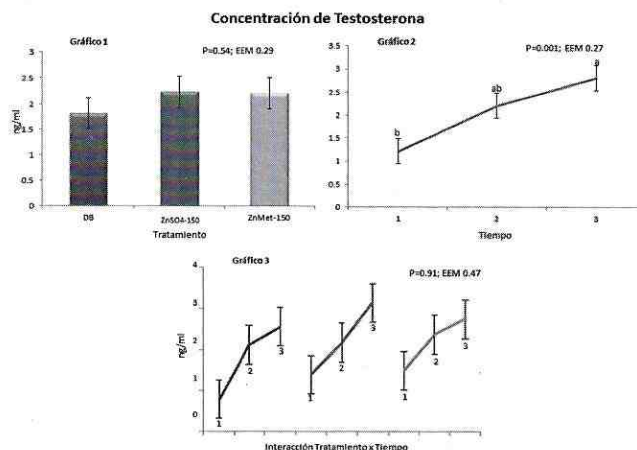 Concentración de Testosterona
Gráfico 1
P=0.54; EEM 0.29
ng/ml
3
2.5
2
1.5
1
0.5
0
DB
ZnSO4-150
ZnMet-150
Tratamiento
Gráfico 2
P=0.001; EEM 0.27
3.5
3
2.5
2
1.5
1
0.5
0
b
ab
a
1
2
3
Tiempo
Gráfico 3
P=0.91; EEM 0.47
ng/ml
4
3
2
1
0
1
2
3
1
2
3
1
2
3
Interacción Tratamiento x Tiempo